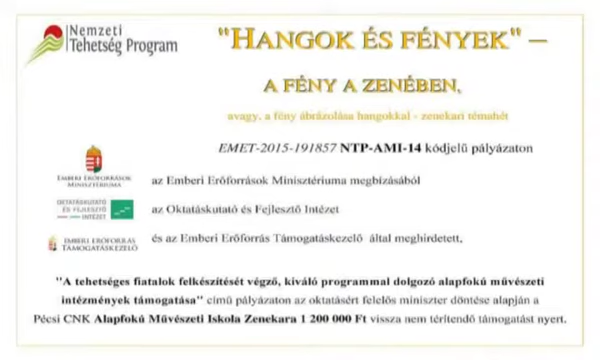 Nemzeti
Tehetség Program
"HANGOK ÉS FÉNYEK" –
A FÉNY A ZENÉBEN,
avagy, a fény ábrázolása hangokkal - zenekari témahét
EMET-2015-191857 NTP-AMI-14 kódjelű pályázaton
EMBERI ERŐFORRÁSOK
MINISZTÉRIUMA
az Emberi Erőforrások Minisztériuma megbízásából
OKTATÁSKUTATÓ
ÉS FEJLESZTŐ
INTÉZET
az Oktatáskutató és Fejlesztő Intézet
EMBERI ERŐFORRÁS
TÁMOGATÁSKEZELŐ
és az Emberi Erőforrás Támogatáskezelő által meghirdetett,
"A tehetséges fiatalok felkészítését végző, kiváló programmal dolgozó alapfokú művészeti
intézmények támogatása" című pályázaton az oktatásért felelős miniszter döntése alapján a
Pécsi CNK Alapfokú Művészeti Iskola Zenekara 1 200 000 Ft vissza nem térítendő támogatást nyert.